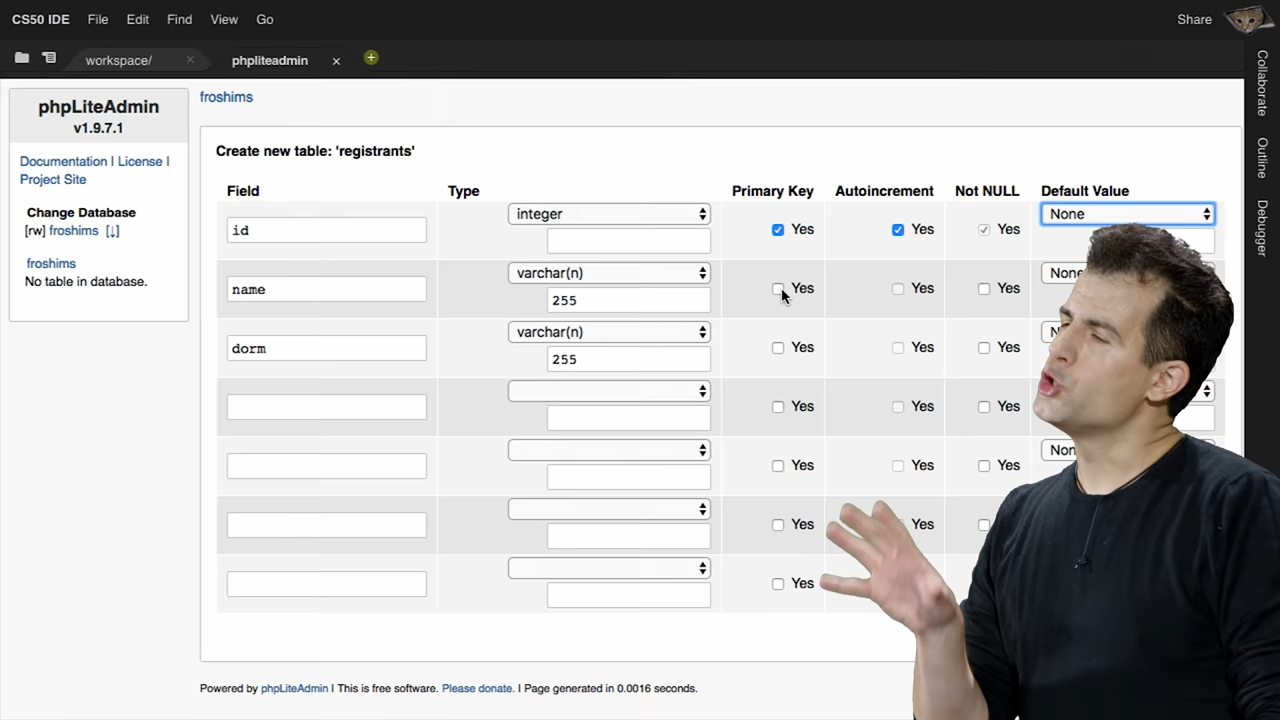 CS50 IDE File Edit Find View Go Share
workspace/ × phpliteadmin ×
phpLiteAdmin
v1.9.7.1
Documentation | License |
Project Site
Change Database
[rw] froshims [↓]
froshims
No table in database.
froshims
Create new table: 'registrants'
Field Type Primary Key Autoincrement Not NULL Default Value
id integer Yes Yes Yes None
name varchar(n) Yes Yes Yes None
255
dorm varchar(n) Yes Yes Yes
255
Yes Yes Yes
Yes Yes Yes
Yes Yes
Yes
Powered by phpLiteAdmin | This is free software. Please donate. | Page generated in 0.0016 seconds.
Collaborate
Outline
Debugger